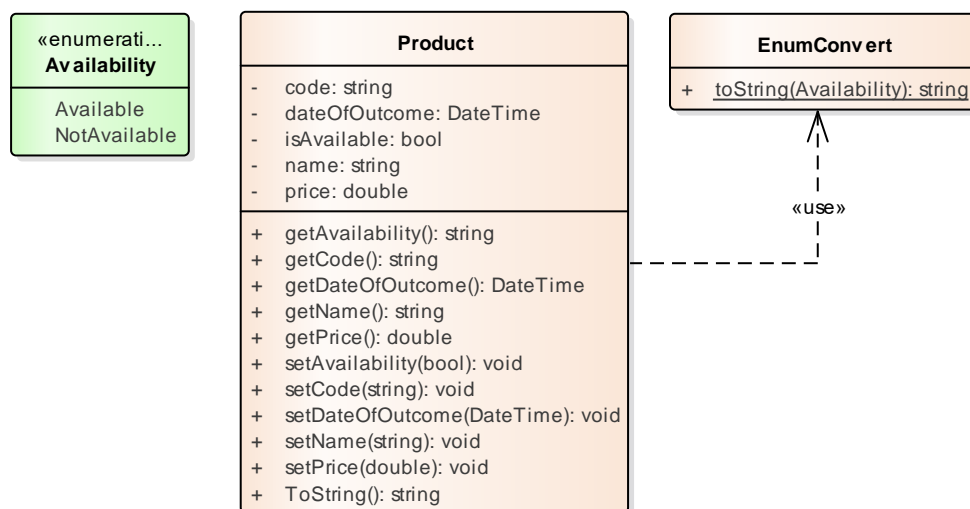 «enumerati...
Availability
Available
NotAvailable
Product
- code: string
- dateOfOutcome: DateTime
- isAvailable: bool
- name: string
- price: double
+ getAvailability(): string
+ getCode(): string
+ getDateOfOutcome(): DateTime
+ getName(): string
+ getPrice(): double
+ setAvailability(bool): void
+ setCode(string): void
+ setDateOfOutcome(DateTime): void
+ setName(string): void
+ setPrice(double): void
+ ToString(): string
EnumConvert
+ toString(Availability): string
«use»